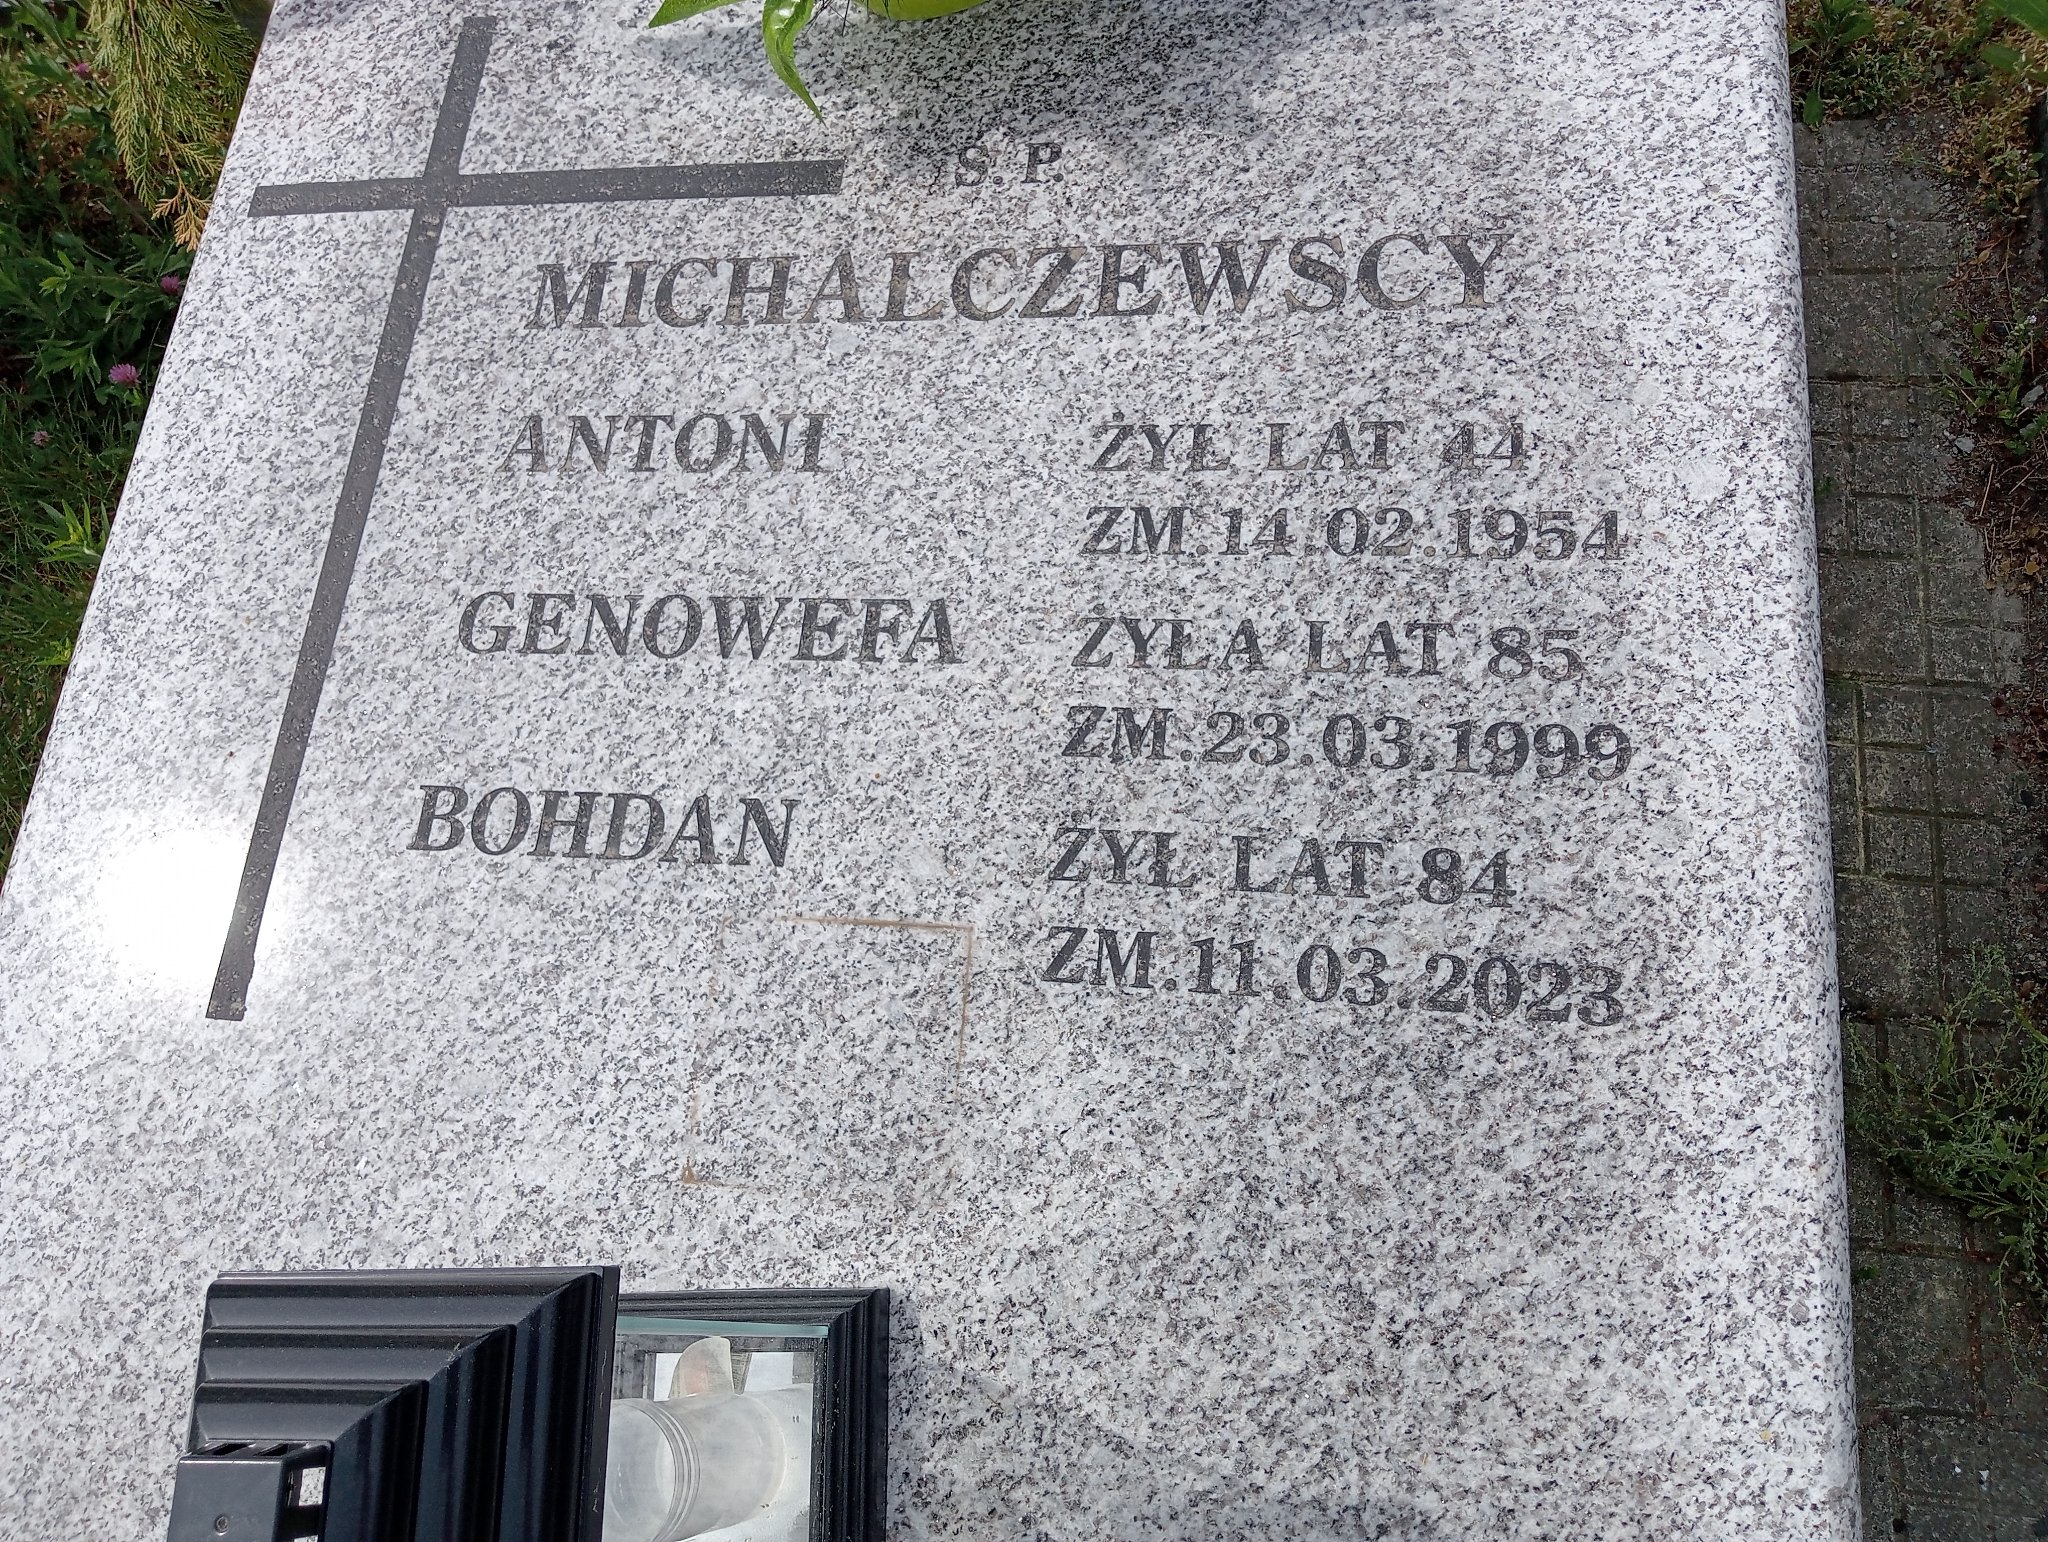 Ś. P.
MICHALCZEWSCY
ANTONI ŻYŁ LAT 44
ZM. 14.02.1954
GENOWEFA ŻYŁA LAT 85
ZM. 23.03.1999
BOHDAN ŻYŁ LAT 84
ZM. 11.03.2023